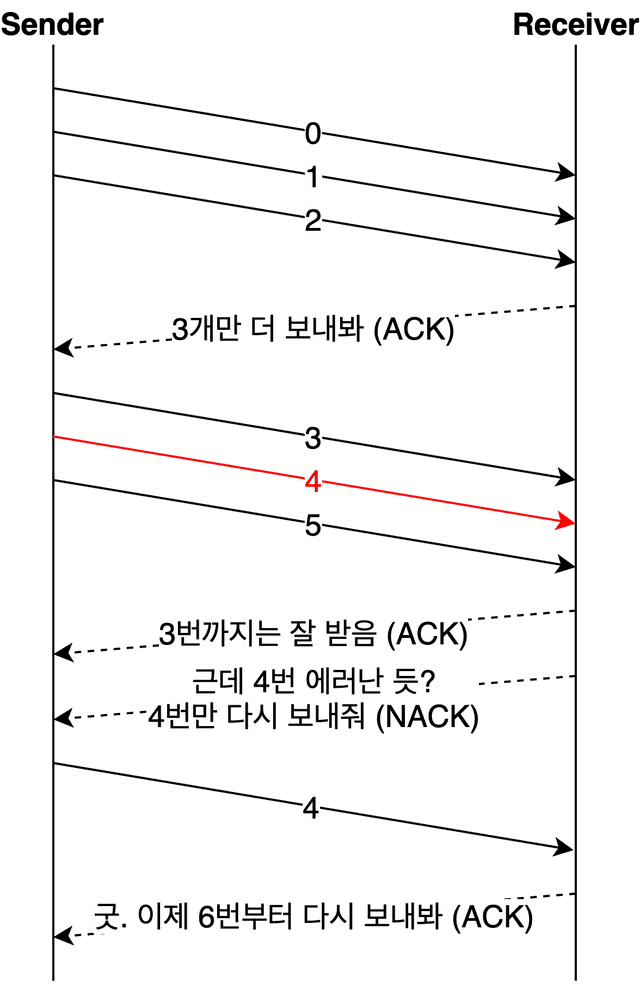 Sender
Receiver
0
1
2
3개만 더 보내봐 (ACK)
3
4
5
3번까지는 잘 받음 (ACK)
근데 4번 에러난 듯?
4번만 다시 보내줘 (NACK)
4
굿. 이제 6번부터 다시 보내봐 (ACK)